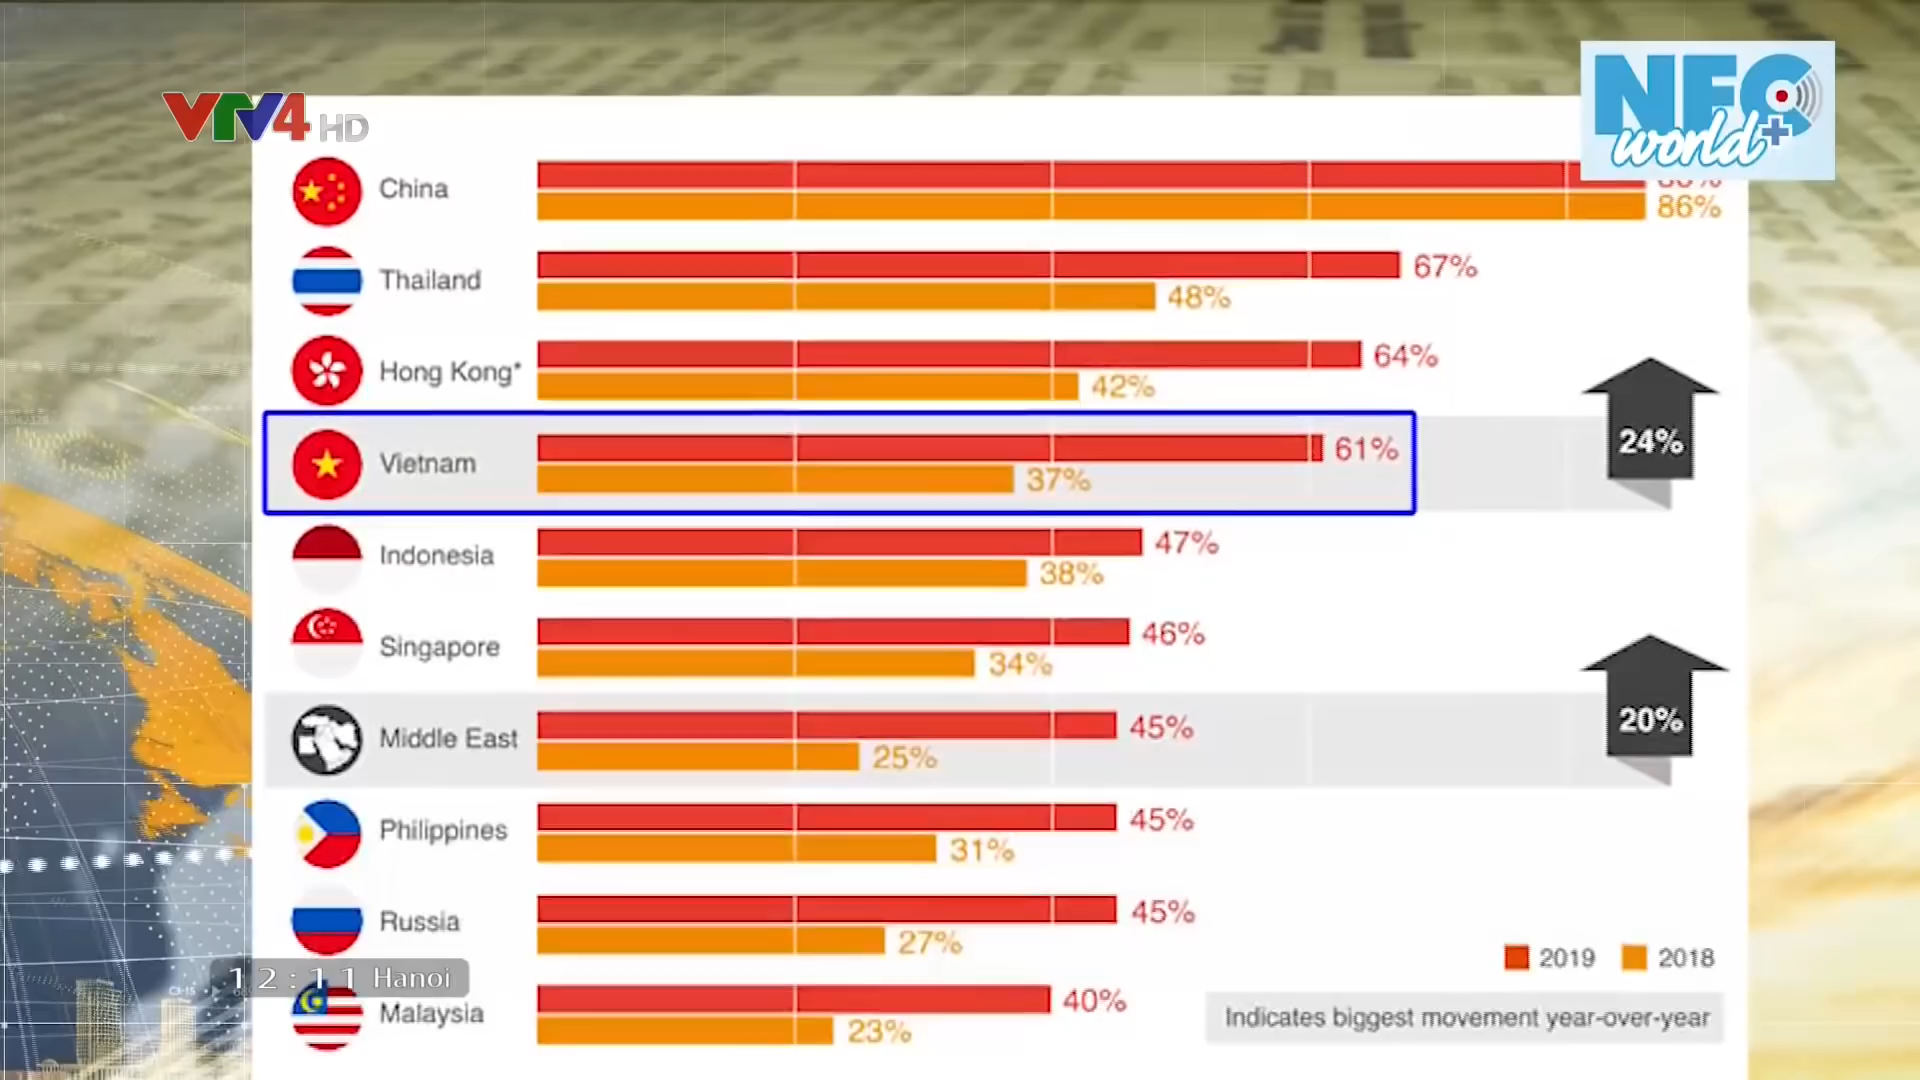 VTV4 HD
NFC
world+
China
86%
Thailand
67%
48%
Hong Kong*
64%
42%
24%
Vietnam
61%
37%
Indonesia
47%
38%
Singapore
46%
34%
20%
Middle East
45%
25%
Philippines
45%
31%
Russia
45%
27%
2019 2018
12:11 Hanoi
Malaysia
40%
23%
Indicates biggest movement year-over-year